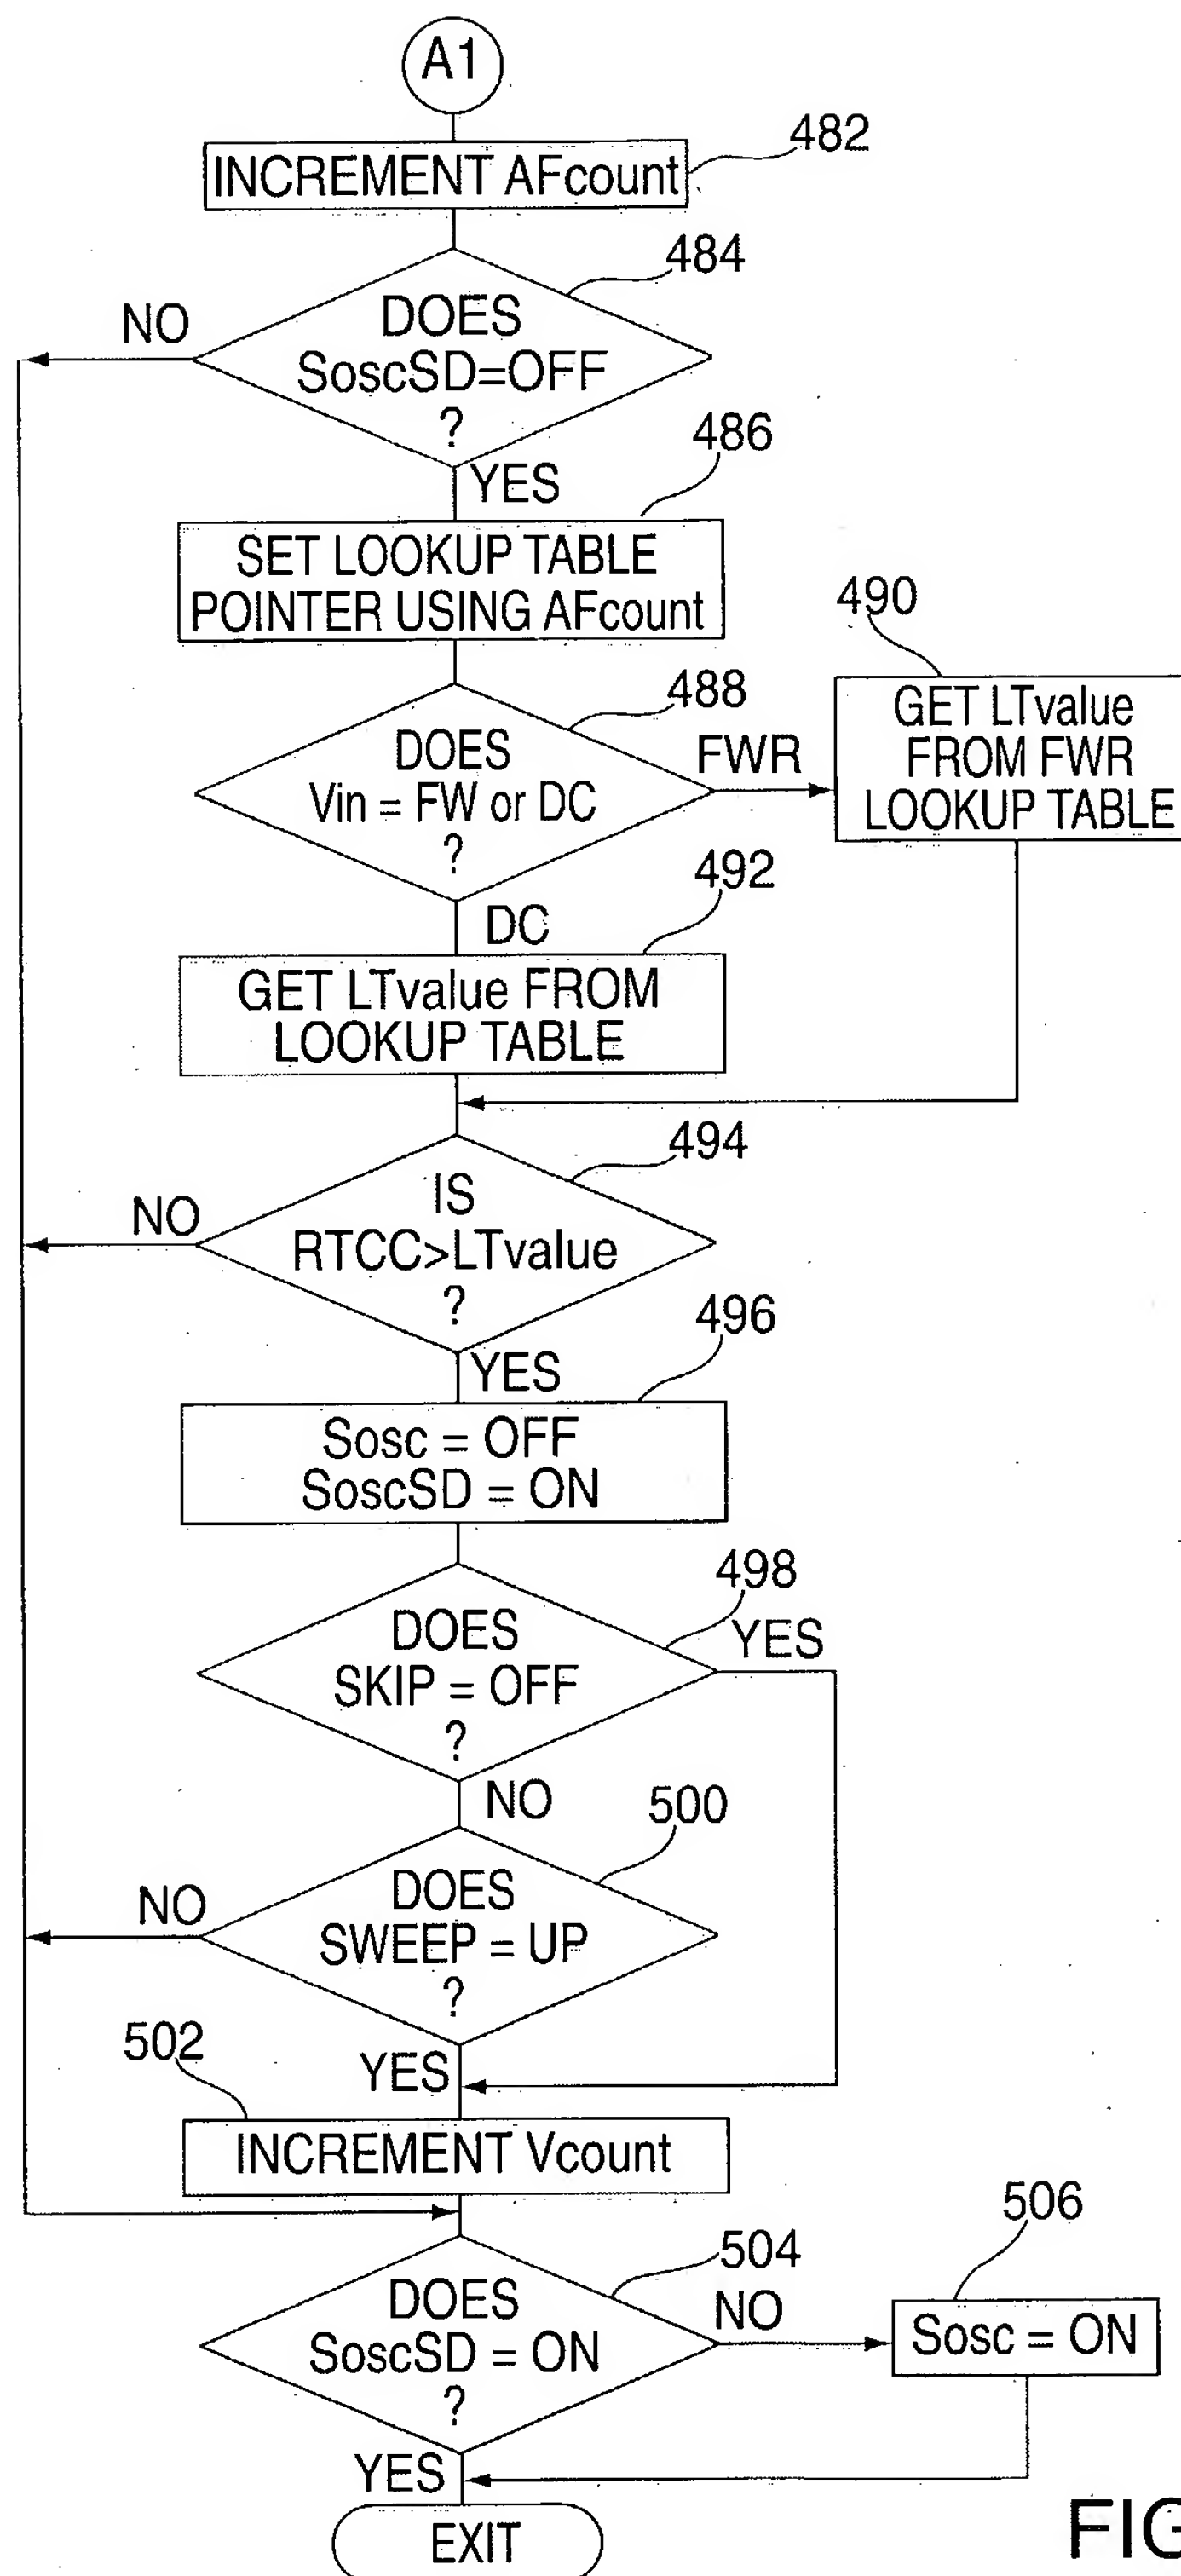 A1
482
INCREMENT AFcount
484
NO
DOES
SoscSD=OFF
?
YES
486
SET LOOKUP TABLE
POINTER USING AFcount
488
DOES
Vin = FW or DC
?
FWR
490
GET LTvalue
FROM FWR
LOOKUP TABLE
DC
492
GET LTvalue FROM
LOOKUP TABLE
494
NO
IS
RTCC>LTvalue
?
YES
496
Sosc = OFF
SoscSD = ON
498
DOES
SKIP = OFF
?
YES
NO
500
NO
DOES
SWEEP = UP
?
502
YES
INCREMENT Vcount
504
DOES
SoscSD = ON
?
NO
506
Sosc = ON
YES
EXIT
FIG